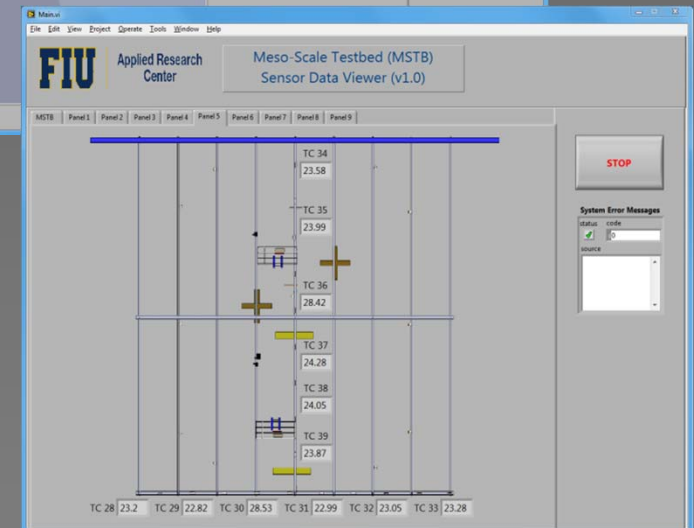 Main.vi
File Edit View Project Operate Tools Window Help
FIU
Applied Research
Center
Meso-Scale Testbed (MSTB)
Sensor Data Viewer (v1.0)
MSTB Panel 1 Panel 2 Panel 3 Panel 4 Panel 5 Panel 6 Panel 7 Panel 8 Panel 9
TC 34
23.58
STOP
TC 35
23.99
System Error Messages
status code
0
source
TC 36
28.42
TC 37
24.28
TC 38
24.05
TC 39
23.87
TC 28 23.2 TC 29 22.82 TC 30 28.53 TC 31 22.99 TC 32 23.05 TC 33 23.28